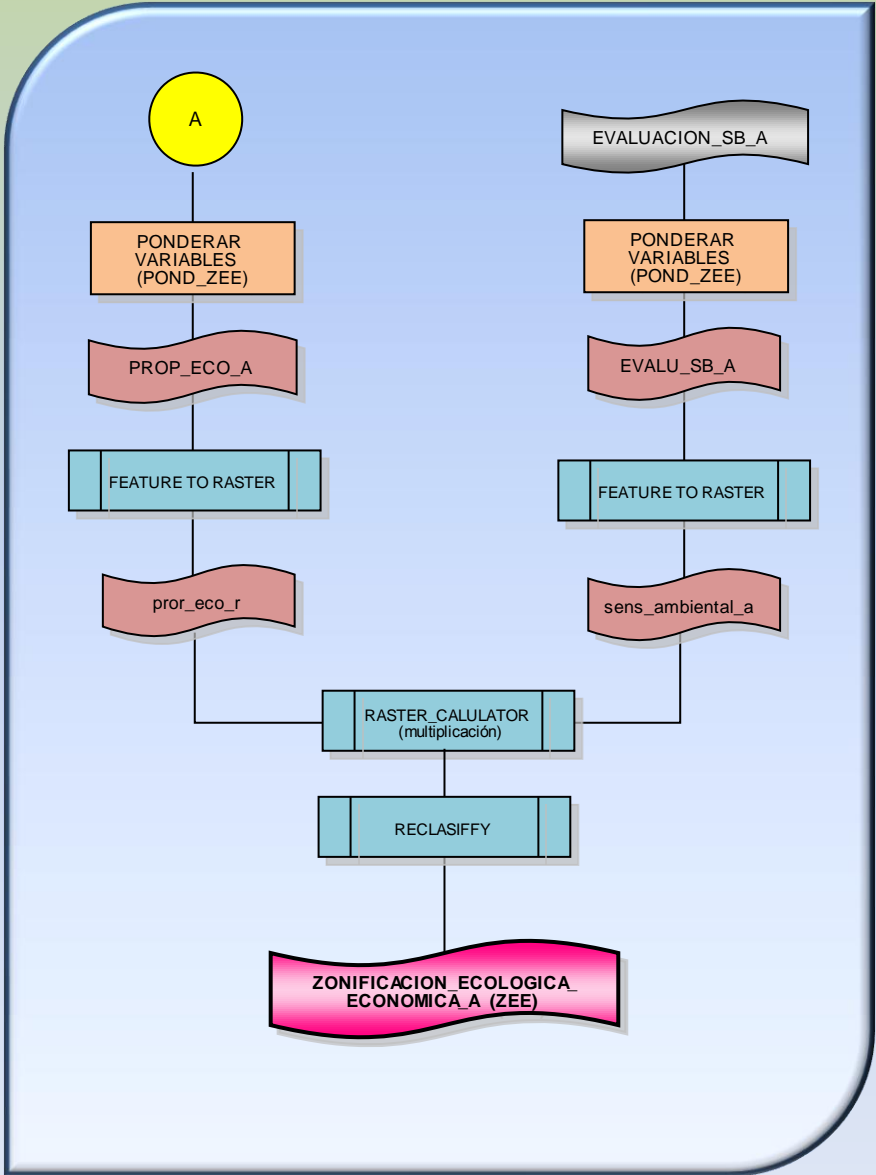 A
EVALUACION_SB_A
PONDERAR
VARIABLES
(POND_ZEE)
PONDERAR
VARIABLES
(POND_ZEE)
PROP_ECO_A
EVALU_SB_A
FEATURE TO RASTER
FEATURE TO RASTER
pror_eco_r
sens_ambiental_a
RASTER_CALULATOR
(multiplicación)
RECLASIFFY
ZONIFICACION_ECOLOGICA_
ECONOMICA_A (ZEE)